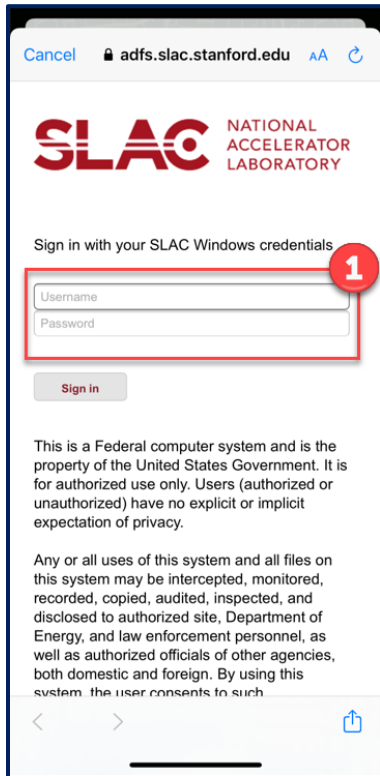 Cancel adfs.slac.stanford.edu AA
SLAC NATIONAL
ACCELERATOR
LABORATORY
Sign in with your SLAC Windows credentials
1
Username
Password
Sign in
This is a Federal computer system and is the
property of the United States Government. It is
for authorized use only. Users (authorized or
unauthorized) have no explicit or implicit
expectation of privacy.
Any or all uses of this system and all files on
this system may be intercepted, monitored,
recorded, copied, audited, inspected, and
disclosed to authorized site, Department of
Energy, and law enforcement personnel, as
well as authorized officials of other agencies,
both domestic and foreign. By using this
system, the user consents to such